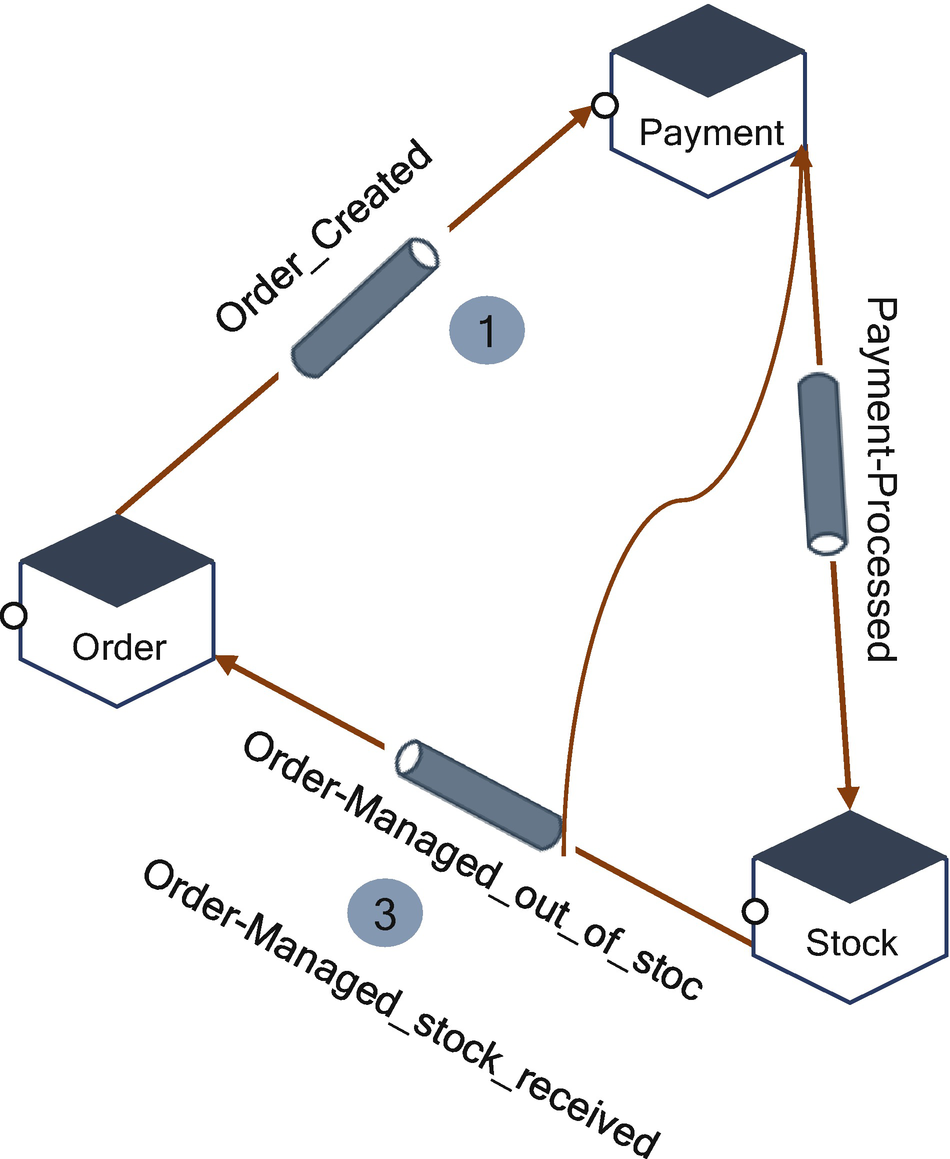 Payment
Order_Created
1
Payment-Processed
Order
Order-Managed_out_of_stoc
3
Stock
Order-Managed_stock_received